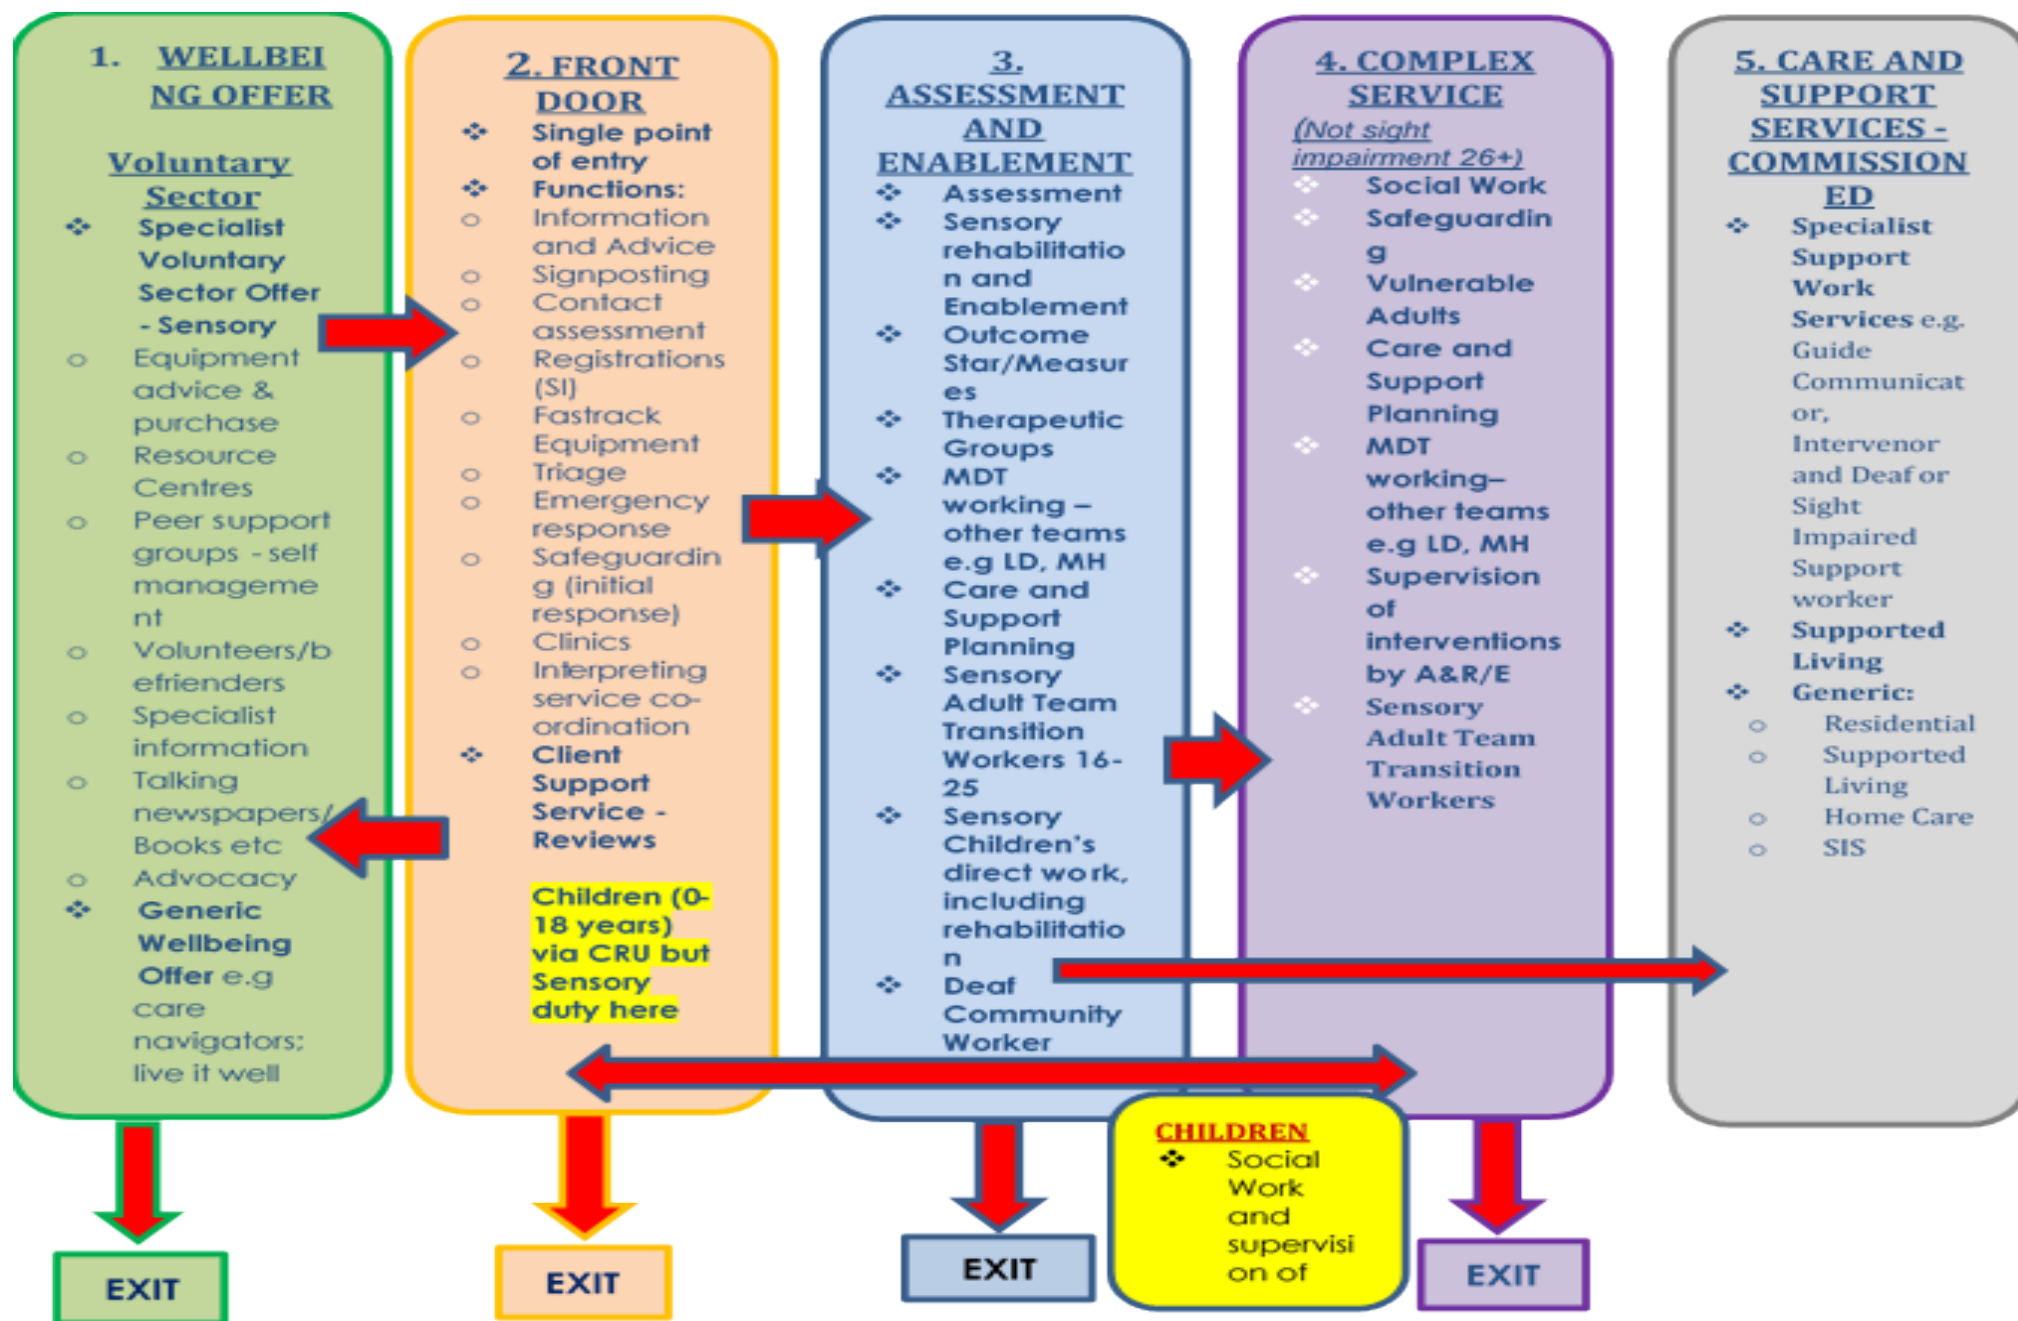 1. WELLBEI
NG OFFER
Voluntary
Sector
❖ Specialist
Voluntary
Sector Offer
- Sensory
o Equipment
advice &
purchase
o Resource
Centres
o Peer support
groups - self
manageme
nt
o Volunteers/b
efrienders
o Specialist
information
o Talking
newspapers/
Books etc
o Advocacy
❖ Generic
Wellbeing
Offer e.g
care
navigators;
live it well
EXIT
2. FRONT
DOOR
❖ Single point
of entry
❖ Functions:
o Information
and Advice
o Signposting
o Contact
assessment
o Registrations
(SI)
o Fastrack
Equipment
o Triage
o Emergency
response
o Safeguardin
g (initial
response)
o Clinics
o Interpreting
service co-
ordination
❖ Client
Support
Service -
Reviews
Children (0-
18 years)
via CRU but
Sensory
duty here
EXIT
3.
ASSESSMENT
AND
ENABLEMENT
❖ Assessment
❖ Sensory
rehabilitatio
n and
Enablement
❖ Outcome
Star/Measur
es
❖ Therapeutic
Groups
❖ MDT
working –
other teams
e.g LD, MH
❖ Care and
Support
Planning
❖ Sensory
Adult Team
Transition
Workers 16-
25
❖ Sensory
Children's
direct work,
including
rehabilitatio
n
❖ Deaf
Community
Worker
EXIT
4. COMPLEX
SERVICE
(Not sight
impairment 26+)
❖ Social Work
❖ Safeguardin
g
❖ Vulnerable
Adults
❖ Care and
Support
Planning
❖ MDT
working–
other teams
e.g LD, MH
❖ Supervision
of
interventions
by A&R/E
❖ Sensory
Adult Team
Transition
Workers
CHILDREN
❖ Social
Work
and
supervisi
on of
EXIT
5. CARE AND
SUPPORT
SERVICES -
COMMISSION
ED
❖ Specialist
Support
Work
Services e.g.
Guide
Communicat
or,
Intervenor
and Deaf or
Sight
Impaired
Support
worker
❖ Supported
Living
❖ Generic:
o Residential
o Supported
Living
o Home Care
o SIS